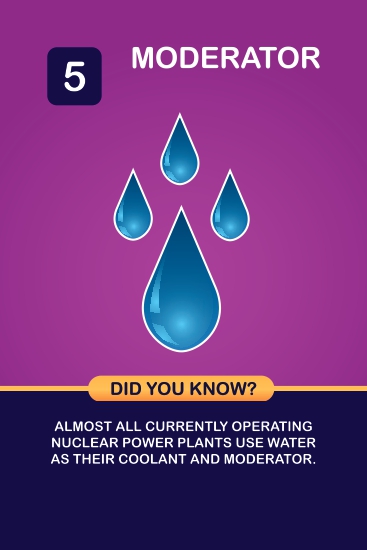 MODERATOR
5
DID YOU KNOW?
ALMOST ALL CURRENTLY OPERATING
NUCLEAR POWER PLANTS USE WATER
AS THEIR COOLANT AND MODERATOR.